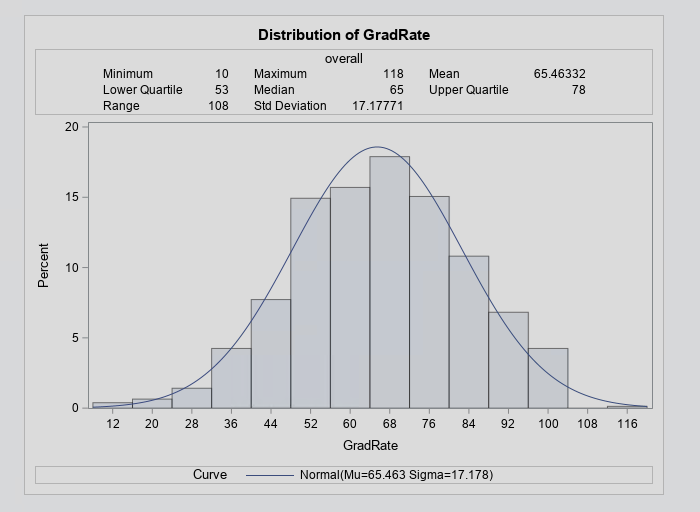 Distribution of GradRate
overall
Minimum 10 Maximum 118 Mean 65.46332
Lower Quartile 53 Median 65 Upper Quartile 78
Range 108 Std Deviation 17.17771
20
15
10
5
0
Percent
12 20 28 36 44 52 60 68 76 84 92 100 108 116
GradRate
Curve Normal(Mu=65.463 Sigma=17.178)